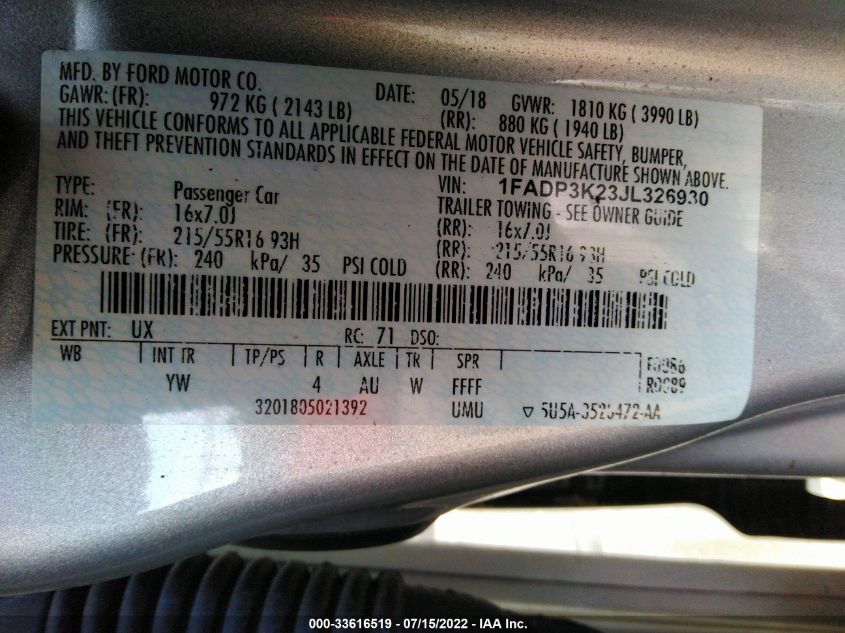 MFD. BY FORD MOTOR CO. DATE: 05/18 GVWR: 1810 KG ( 3990 LB)
GAWR: (FR): 972 KG ( 2143 LB) (RR): 880 KG ( 1940 LB)
THIS VEHICLE CONFORMS TO ALL APPLICABLE FEDERAL MOTOR VEHICLE SAFETY, BUMPER,
AND THEFT PREVENTION STANDARDS IN EFFECT ON THE DATE OF MANUFACTURE SHOWN ABOVE.
VIN: 1FADP3K23JL326930
TYPE: Passenger Car TRAILER TOWING - SEE OWNER GUIDE
RIM: (FR): 16x7.0J (RR): 16x7.0J
TIRE: (FR): 215/55R16 93H (RR): 215/55R16 93H
PRESSURE: (FR): 240 kPa/ 35 PSI COLD (RR): 240 kPa/ 35 PSI COLD
EXT PNT: UX RC: 71 DSO:
WB INT TR TP/PS R AXLE TR SPR
YW 4 AU W FFFF
3201805021392 UMU
000-33616519 - 07/15/2022 - IAA Inc.